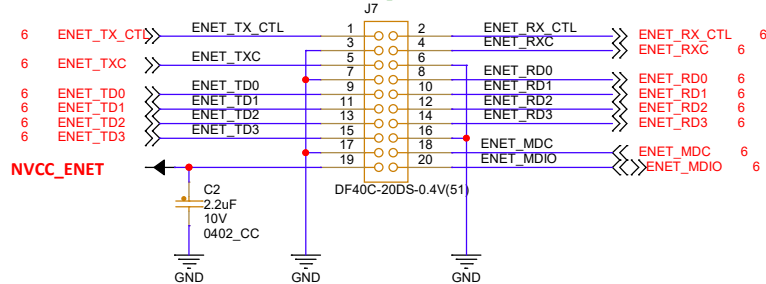 J7
ENET_TX_CTL 1 2 ENET_RX_CTL
6 ENET_TX_CTL ENET_RX_CTL 6
3 4 ENET_RXC
ENET_RXC 6
ENET_TXC 5 6
6 ENET_TXC
7 8 ENET_RD0
ENET_RD0 6
ENET_TD0 9 10 ENET_RD1
6 ENET_TD0 ENET_RD1 6
ENET_TD1 11 12 ENET_RD2
6 ENET_TD1 ENET_RD2 6
ENET_TD2 13 14 ENET_RD3
6 ENET_TD2 ENET_RD3 6
ENET_TD3 15 16
6 ENET_TD3
17 18 ENET_MDC
ENET_MDC 6
19 20 ENET_MDIO
NVCC_ENET ENET_MDIO 6
DF40C-20DS-0.4V(51)
C2
2.2uF
10V
0402_CC
GND GND GND